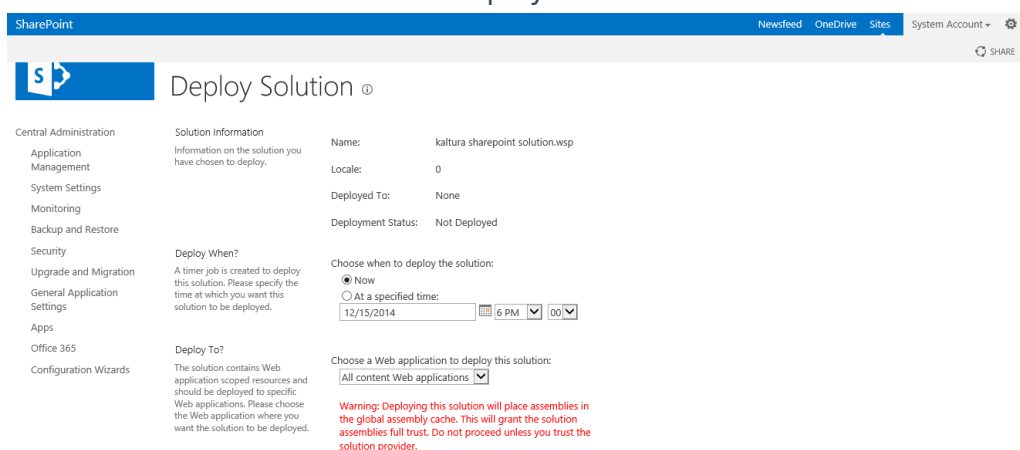 SharePoint
Newsfeed OneDrive Sites System Account
SHARE
S
Deploy Solution
Central Administration
Application
Management
System Settings
Monitoring
Backup and Restore
Security
Upgrade and Migration
General Application
Settings
Apps
Office 365
Configuration Wizards
Solution Information
Information on the solution you
have chosen to deploy.
Name: kaltura sharepoint solution.wsp
Locale: 0
Deployed To: None
Deployment Status: Not Deployed
Deploy When?
A timer job is created to deploy
this solution. Please specify the
time at which you want this
solution to be deployed.
Choose when to deploy the solution:
Now
At a specified time:
12/15/2014 6 PM 00
Deploy To?
The solution contains Web
application scoped resources and
should be deployed to specific
Web applications. Please choose
the Web application where you
want the solution to be deployed.
Choose a Web application to deploy this solution:
All content Web applications
Warning: Deploying this solution will place assemblies in
the global assembly cache. This will grant the solution
assemblies full trust. Do not proceed unless you trust the
solution provider.